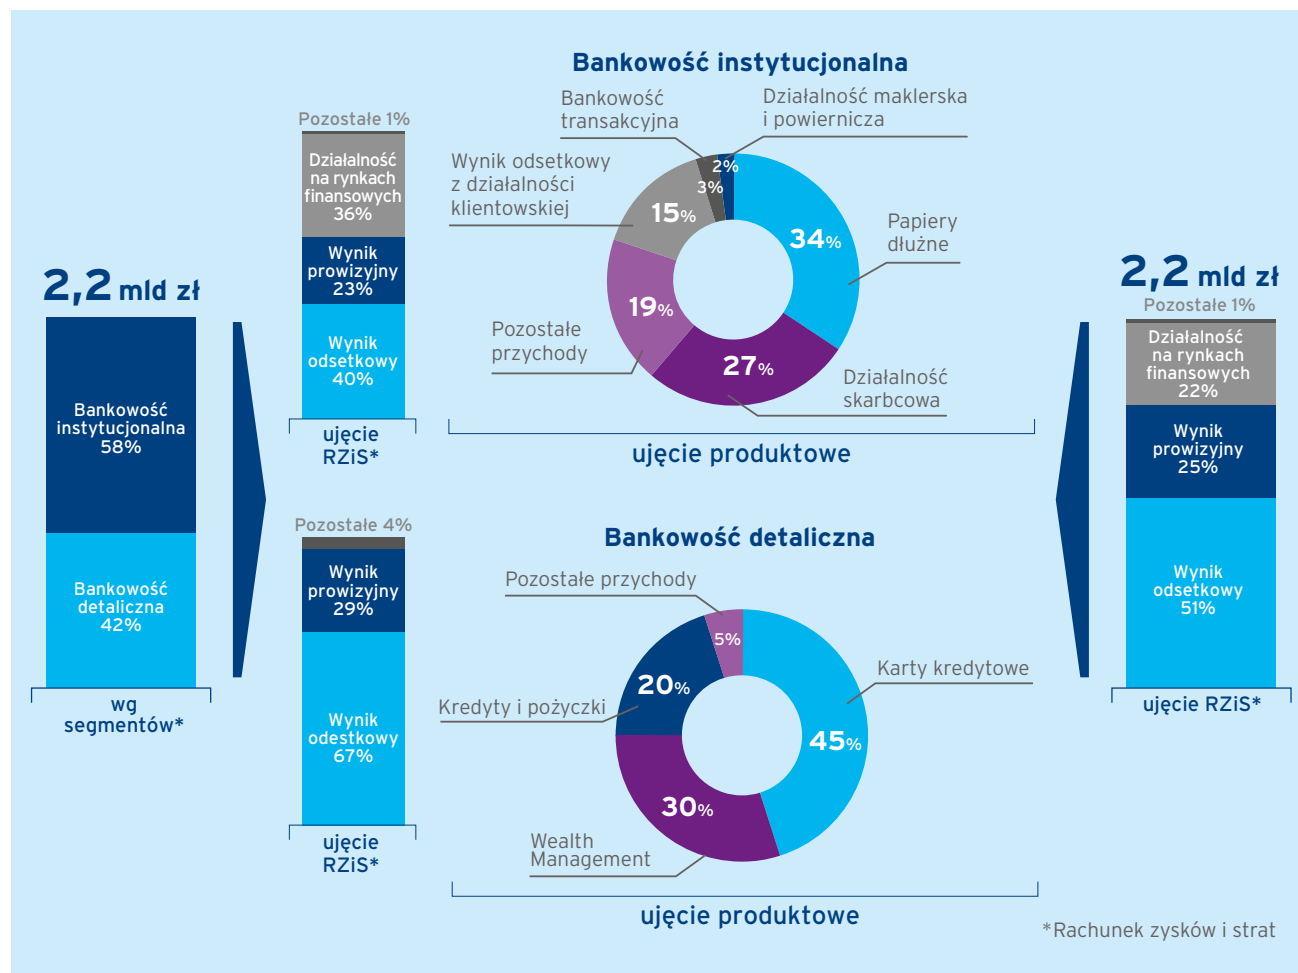 2,2 mld zł
Bankowość
instytucjonalna
58%
Bankowość
detaliczna
42%
wg
segmentów*
Pozostałe 1%
Działalność
na rynkach
finansowych
36%
Wynik
prowizyjny
23%
Wynik
odsetkowy
40%
ujęcie
RZiS*
Pozostałe 4%
Wynik
prowizyjny
29%
Wynik
odestkowy
67%
ujęcie
RZiS*
Bankowość instytucjonalna
Bankowość
transakcyjna
Działalność maklerska
i powiernicza
Wynik odsetkowy
z działalności
klientowskiej
Papiery
dłużne
Pozostałe
przychody
Działalność
skarbcowa
2%
3%
15%
34%
19%
27%
ujęcie produktowe
Bankowość detaliczna
Pozostałe przychody
Karty kredytowe
Kredyty i pożyczki
Wealth
Management
5%
20%
45%
30%
ujęcie produktowe
2,2 mld zł
Pozostałe 1%
Działalność
na rynkach
finansowych
22%
Wynik
prowizyjny
25%
Wynik
odsetkowy
51%
ujęcie RZiS*
*Rachunek zysków i strat